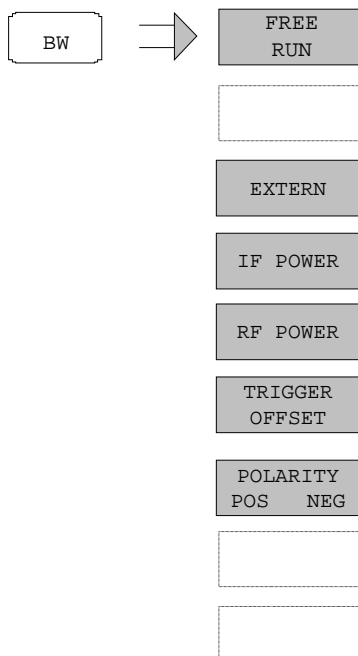 BW
FREE
RUN
EXTERN
IF POWER
RF POWER
TRIGGER
OFFSET
POLARITY
POS NEG